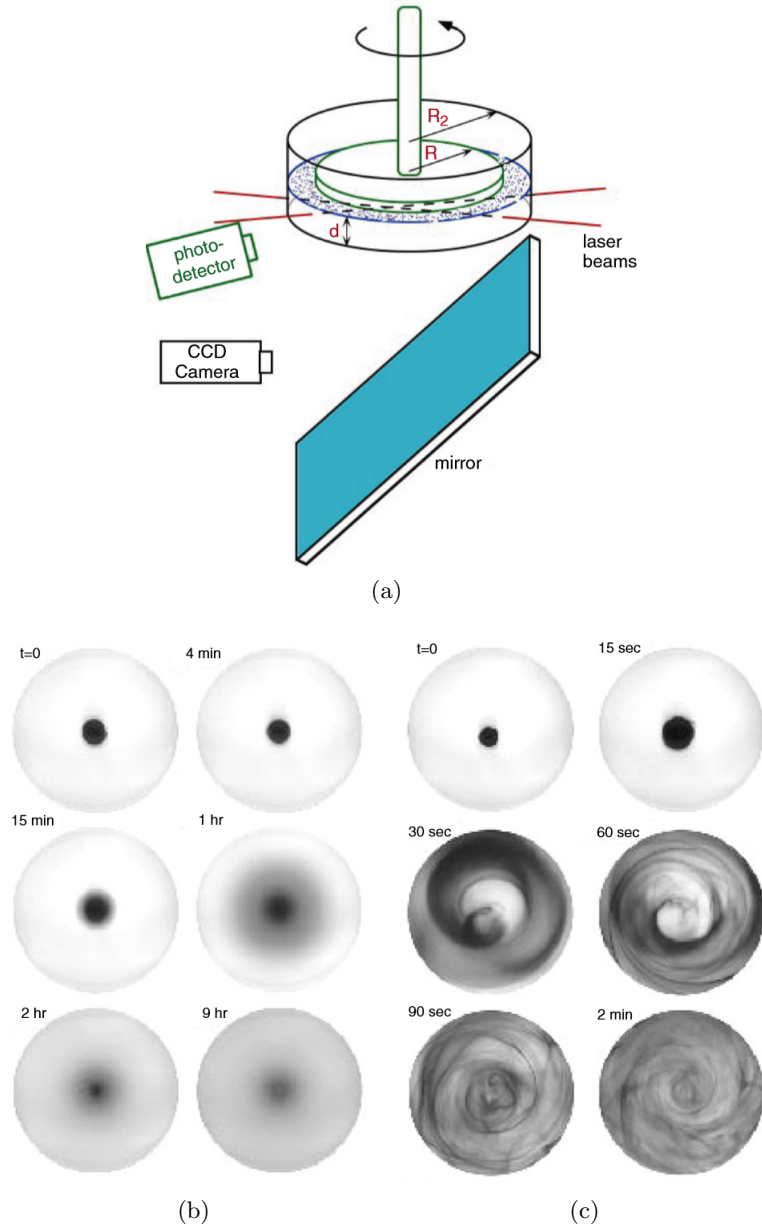 R2
R
d
photo-
detector
laser
beams
CCD
Camera
mirror
(a)
t=0
4 min
t=0
15 sec
15 min
1 hr
30 sec
60 sec
2 hr
9 hr
90 sec
2 min
(b)
(c)